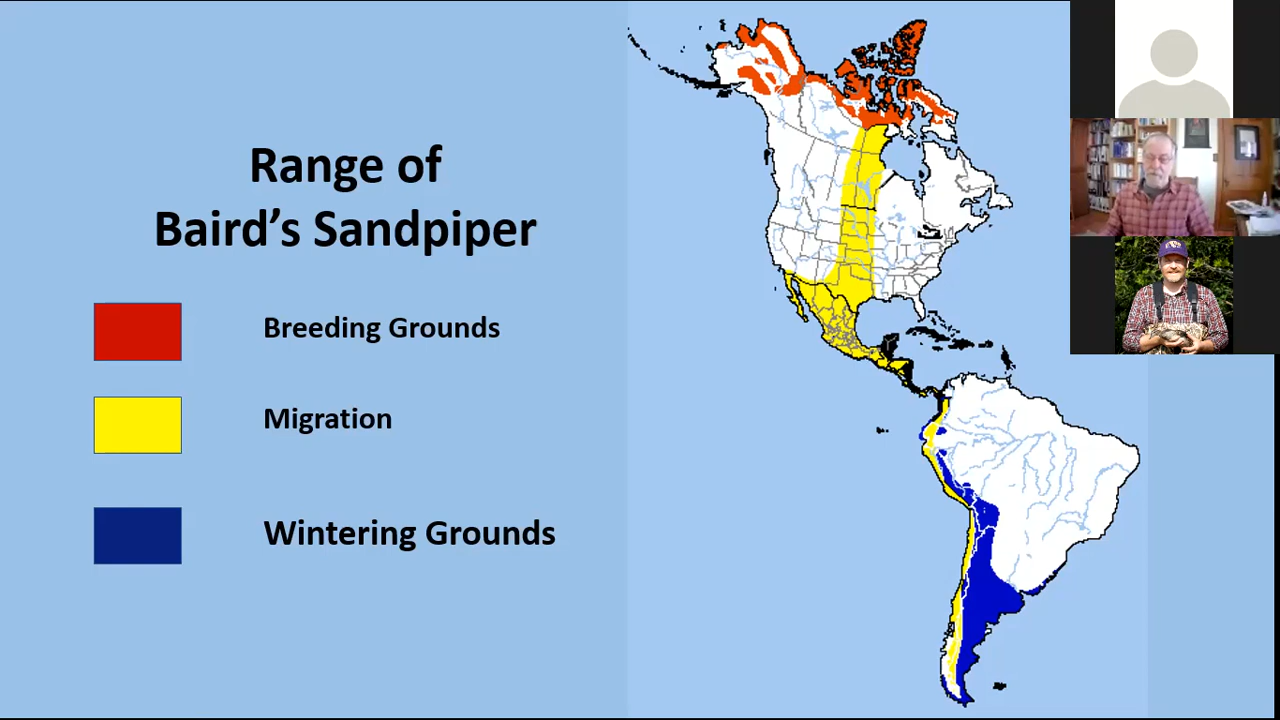 Range of
Baird’s Sandpiper
Breeding Grounds
Migration
Wintering Grounds